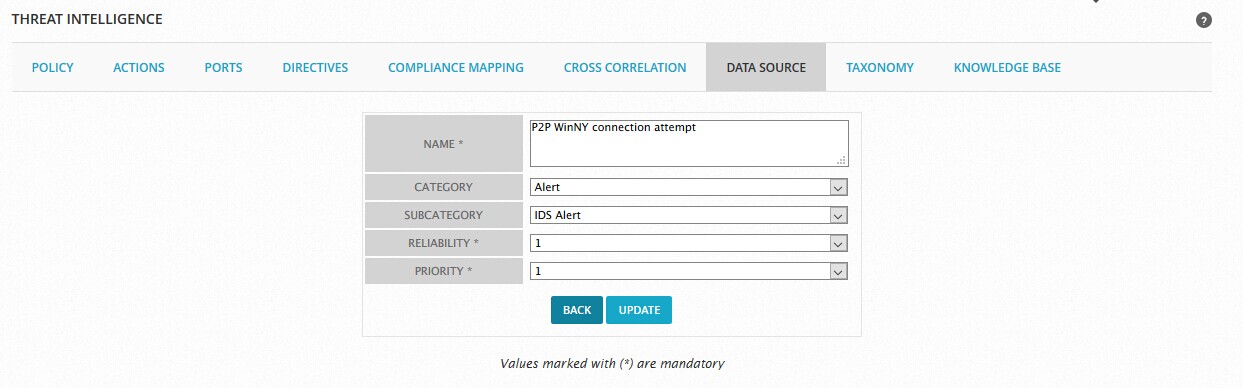 THREAT INTELLIGENCE
?
POLICY ACTIONS PORTS DIRECTIVES COMPLIANCE MAPPING CROSS CORRELATION DATA SOURCE TAXONOMY KNOWLEDGE BASE
NAME * P2P WinNY connection attempt
CATEGORY Alert
SUBCATEGORY IDS Alert
RELIABILITY * 1
PRIORITY * 1
BACK UPDATE
Values marked with (*) are mandatory